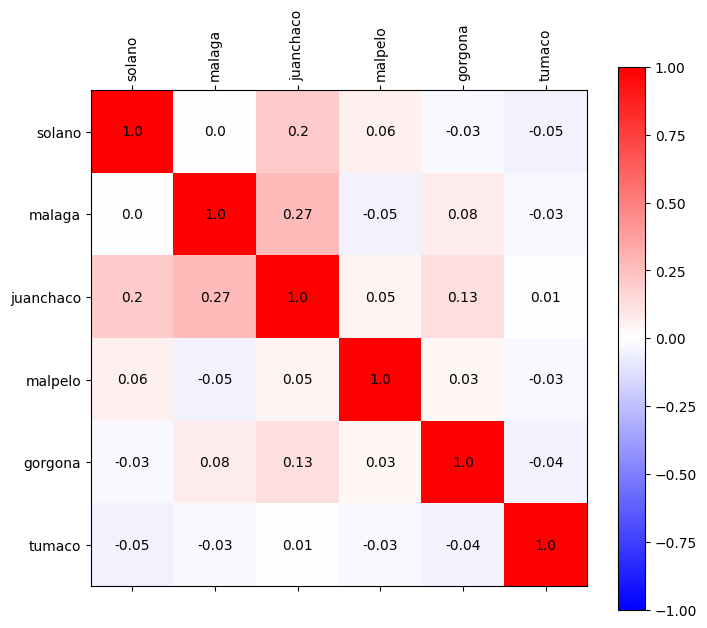 solano malaga juanchaco malpelo gorgona tumaco
solano 1.0 0.0 0.2 0.06 -0.03 -0.05
malaga 0.0 1.0 0.27 -0.05 0.08 -0.03
juanchaco 0.2 0.27 1.0 0.05 0.13 0.01
malpelo 0.06 -0.05 0.05 1.0 0.03 -0.03
gorgona -0.03 0.08 0.13 0.03 1.0 -0.04
tumaco -0.05 -0.03 0.01 -0.03 -0.04 1.0
1.00
0.75
0.50
0.25
0.00
−0.25
−0.50
−0.75
−1.00